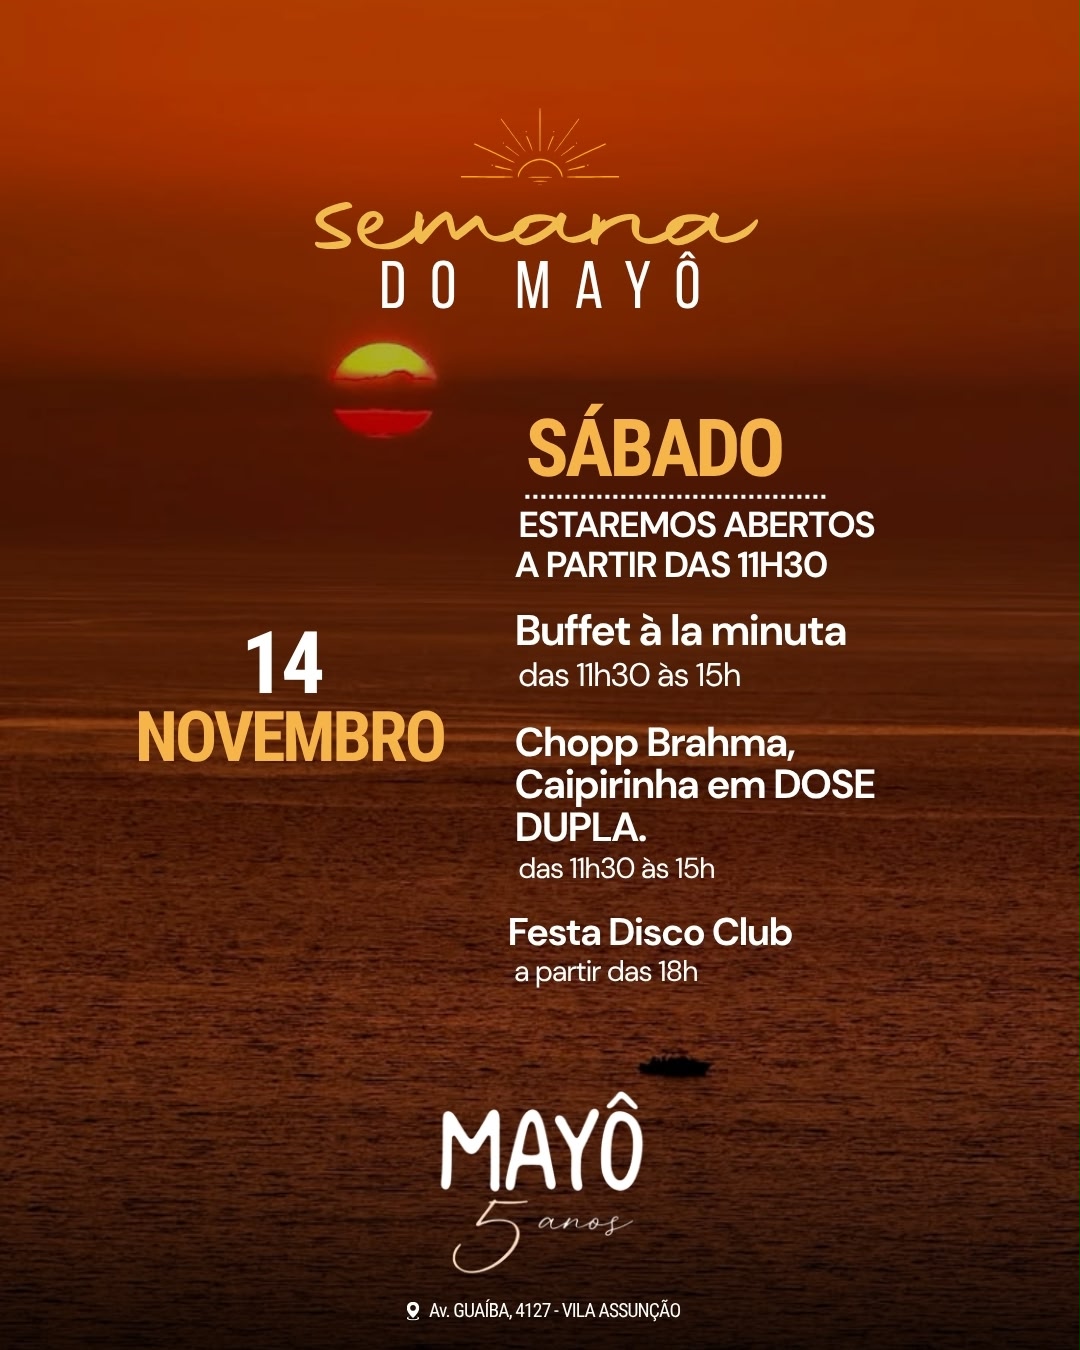 semana
DO MAYÔ
SÁBADO
ESTAREMOS ABERTOS
A PARTIR DAS 11H30
Buffet à la minuta
das 11h30 às 15h
14
NOVEMBRO
Chopp Brahma,
Caipirinha em DOSE
DUPLA.
das 11h30 às 15h
Festa Disco Club
a partir das 18h
MAYÔ
5 anos
Av. GUAÍBA, 4127 - VILA ASSUNÇÃO